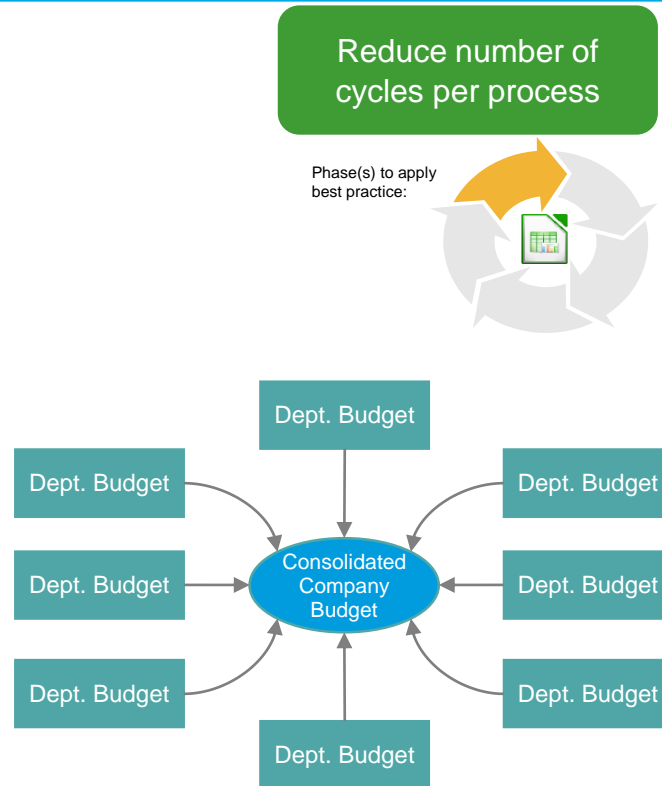 Reduce number of
cycles per process
Phase(s) to apply
best practice:
Dept. Budget
Dept. Budget
Dept. Budget
Consolidated
Company
Budget
Dept. Budget
Dept. Budget
Dept. Budget
Dept. Budget
Dept. Budget